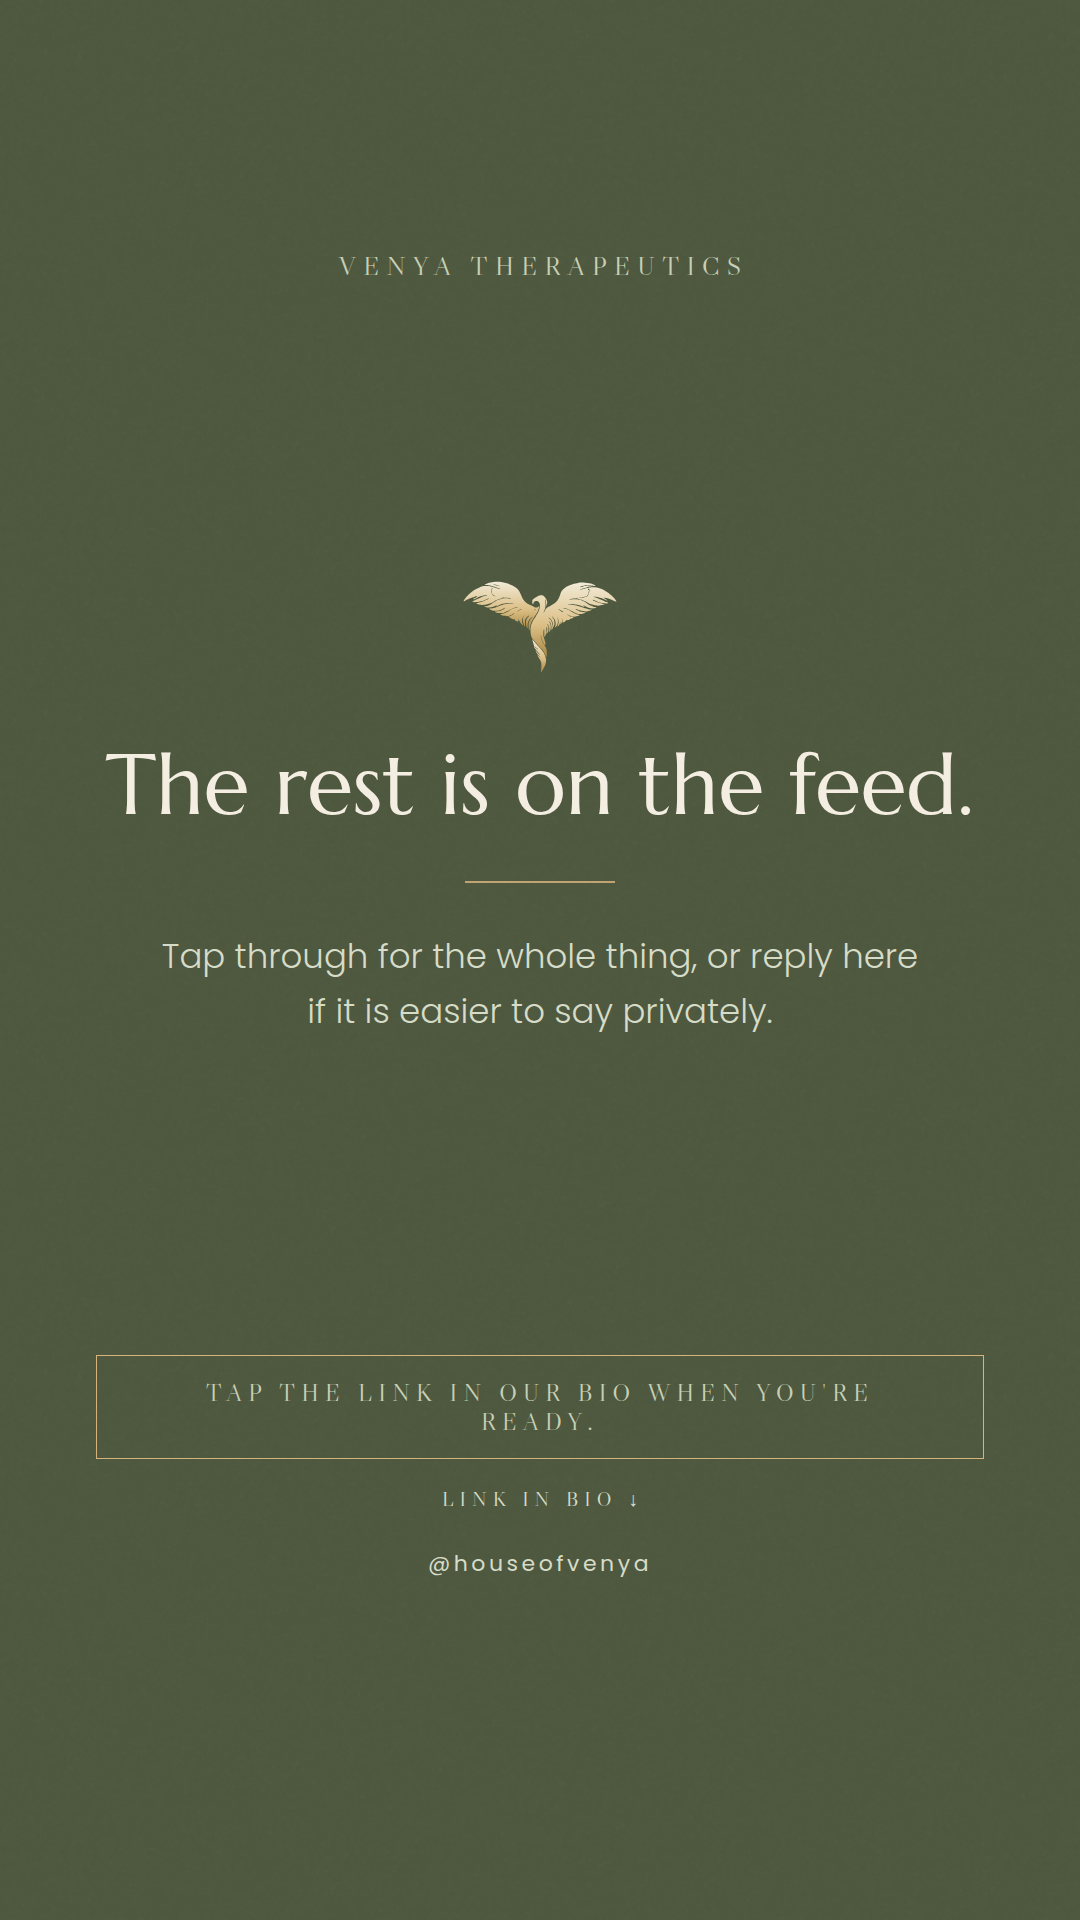 VENYA THERAPEUTICS
The rest is on the feed.
Tap through for the whole thing, or reply here
if it is easier to say privately.
TAP THE LINK IN OUR BIO WHEN YOU'RE
READY.
LINK IN BIO ↓
@houseofvenya